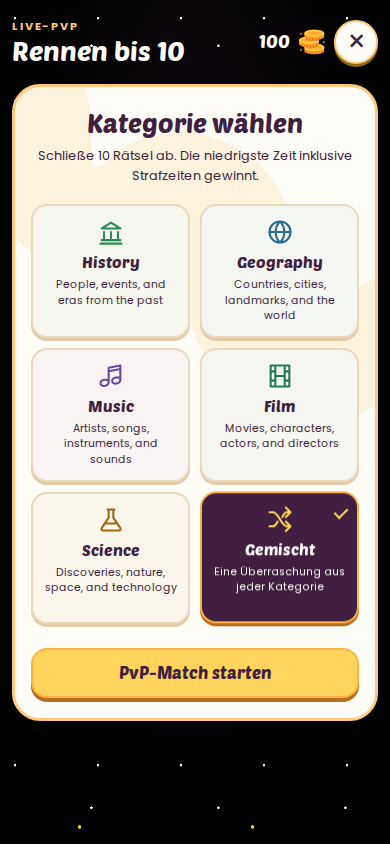 LIVE-PVP
Rennen bis 10
100
Kategorie wählen
Schließe 10 Rätsel ab. Die niedrigste Zeit inklusive
Strafzeiten gewinnt.
History
People, events, and
eras from the past
Geography
Countries, cities,
landmarks, and the
world
Music
Artists, songs,
instruments, and
sounds
Film
Movies, characters,
actors, and directors
Science
Discoveries, nature,
space, and technology
Gemischt
Eine Überraschung aus
jeder Kategorie
PvP-Match starten